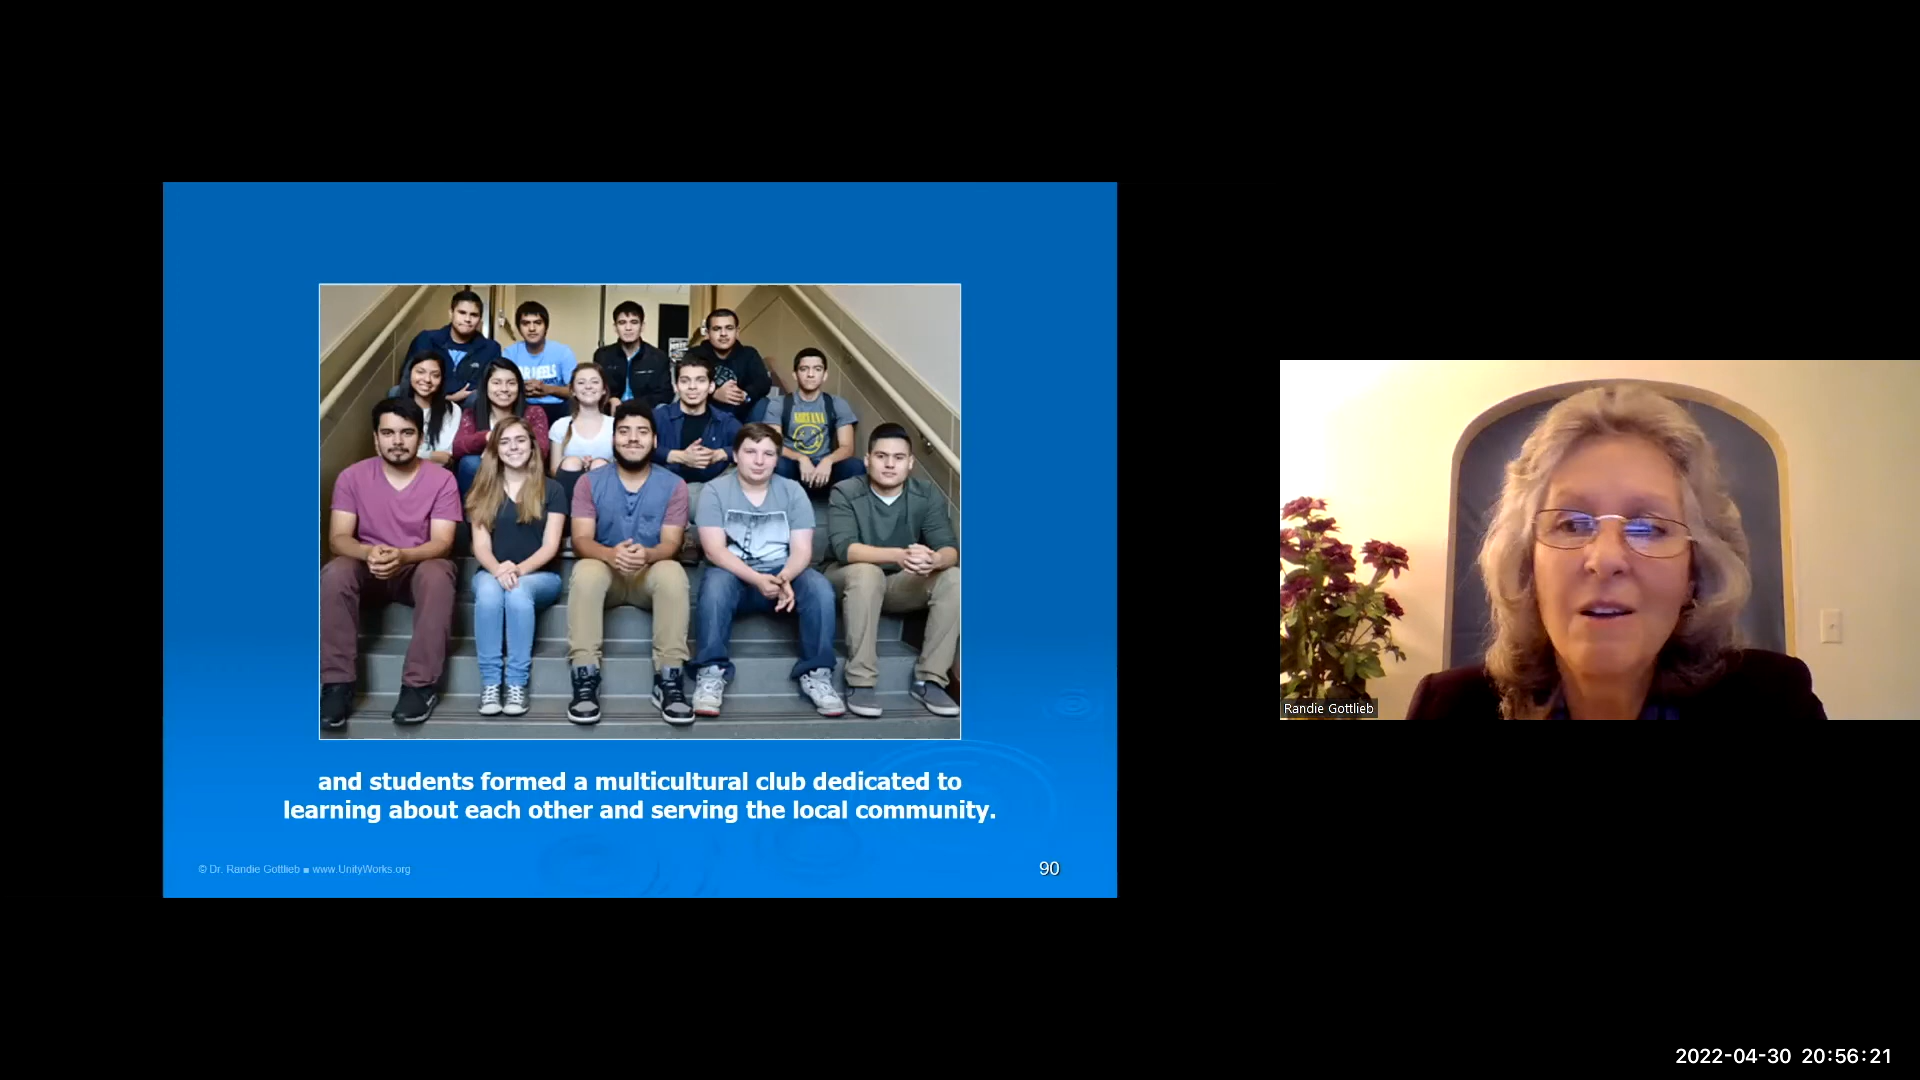 NIRVANA
and students formed a multicultural club dedicated to
learning about each other and serving the local community.
© Dr. Randie Gottlieb ■ www.UnityWorks.org
90
Randie Gottlieb
2022-04-30 20:56:21